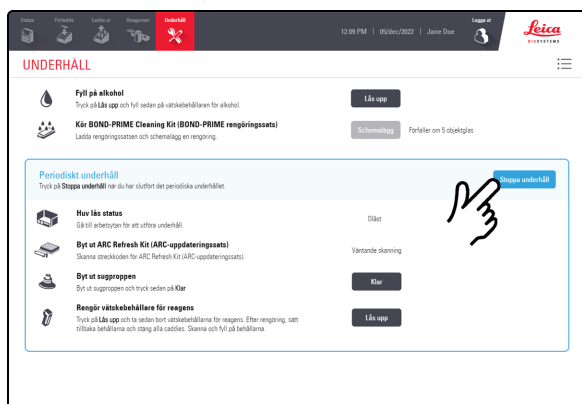 Status Förladda Ladda ur Reagenser Underhåll
12:09 PM | 05/dec/2022 | Jane Doe
Logga ut
Leica
BIOSYSTEMS
UNDERHÅLL
Fyll på alkohol
Tryck på Lås upp och fyll sedan på vätskebehållaren för alkohol.
Lås upp
Kör BOND-PRIME Cleaning Kit (BOND-PRIME rengöringssats)
Ladda rengöringssatsen och schemalägg en rengöring.
Schemalägg
Förfaller om 5 objektglas
Periodiskt underhåll
Tryck på Stoppa underhåll när du har slutfört det periodiska underhållet.
Stoppa underhåll
Huv lås status
Gå till arbetsytan för att utföra underhåll.
Olåst
Byt ut ARC Refresh Kit (ARC-uppdateringssats)
Skanna streckkoden för ARC Refresh Kit (ARC-uppdateringssats).
Väntande skanning
Byt ut sugproppen
Byt ut sugproppen och tryck sedan på Klar
Klar
Rengör vätskebehållare för reagens
Tryck på Lås upp och ta sedan bort vätskebehållarna för reagens. Efter rengöring, sätt
tillbaka behållarna och stäng alla caddies. Skanna och fyll på behållarna.
Lås upp